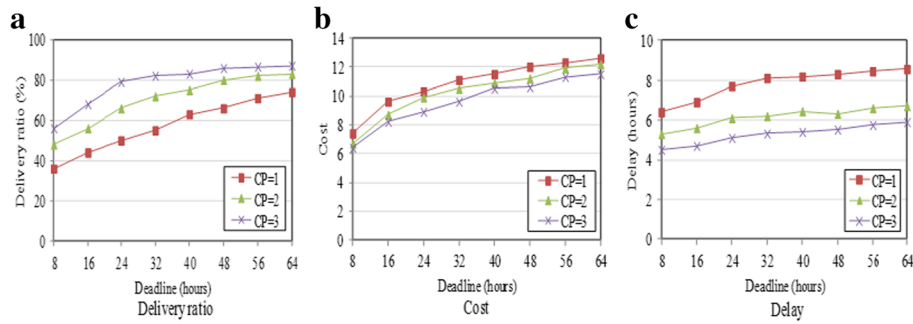 a
Delivery ratio (%)
100
80
60
40
20
0
CP=1
CP=2
CP=3
8 16 24 32 40 48 56 64
Deadline (hours)
Delivery ratio
b
Cost
14
12
10
8
6
4
2
0
CP=1
CP=2
CP=3
8 16 24 32 40 48 56 64
Deadline (hours)
Cost
c
Delay (hours)
10
8
6
4
2
0
CP=1
CP=2
CP=3
8 16 24 32 40 48 56 64
Deadline (hours)
Delay